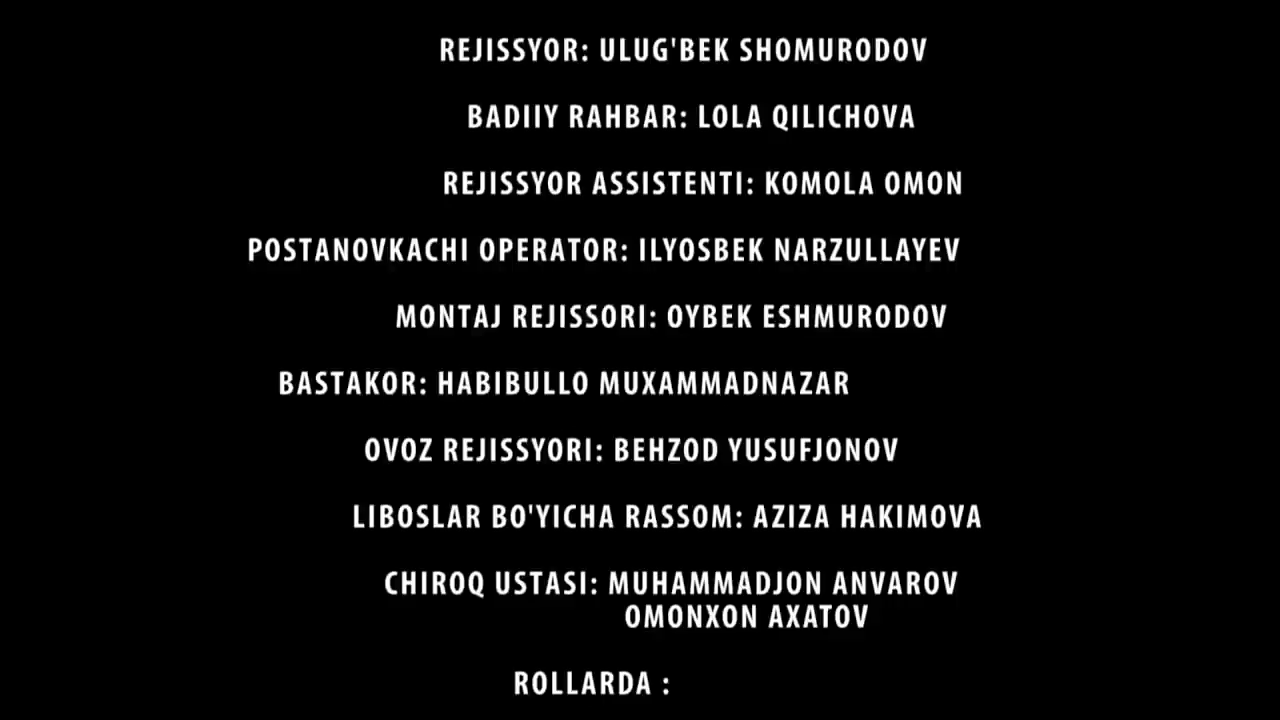 REJISSYOR: ULUG'BEK SHOMURODOV
BADIIY RAHBAR: LOLA QILICHOVA
REJISSYOR ASSISTENTI: KOMOLA OMON
POSTANOVKACHI OPERATOR: ILYOSBEK NARZULLAYEV
MONTAJ REJISSORI: OYBEK ESHMURODOV
BASTAKOR: HABIBULLO MUXAMMADNAZAR
OVOZ REJISSYORI: BEHZOD YUSUFJONOV
LIBOSLAR BO'YICHA RASSOM: AZIZA HAKIMOVA
CHIROQ USTASI: MUHAMMADJON ANVAROV
OMONXON AXATOV
ROLLARDA :